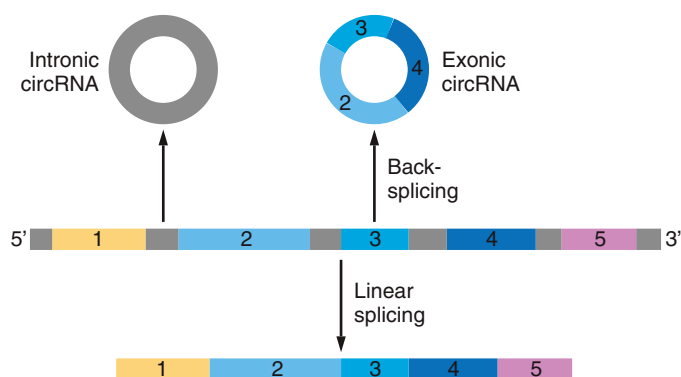 Intronic
circRNA
3
4
2
Exonic
circRNA
Back-
splicing
5' 1 2 3 4 5 3'
Linear
splicing
1 2 3 4 5